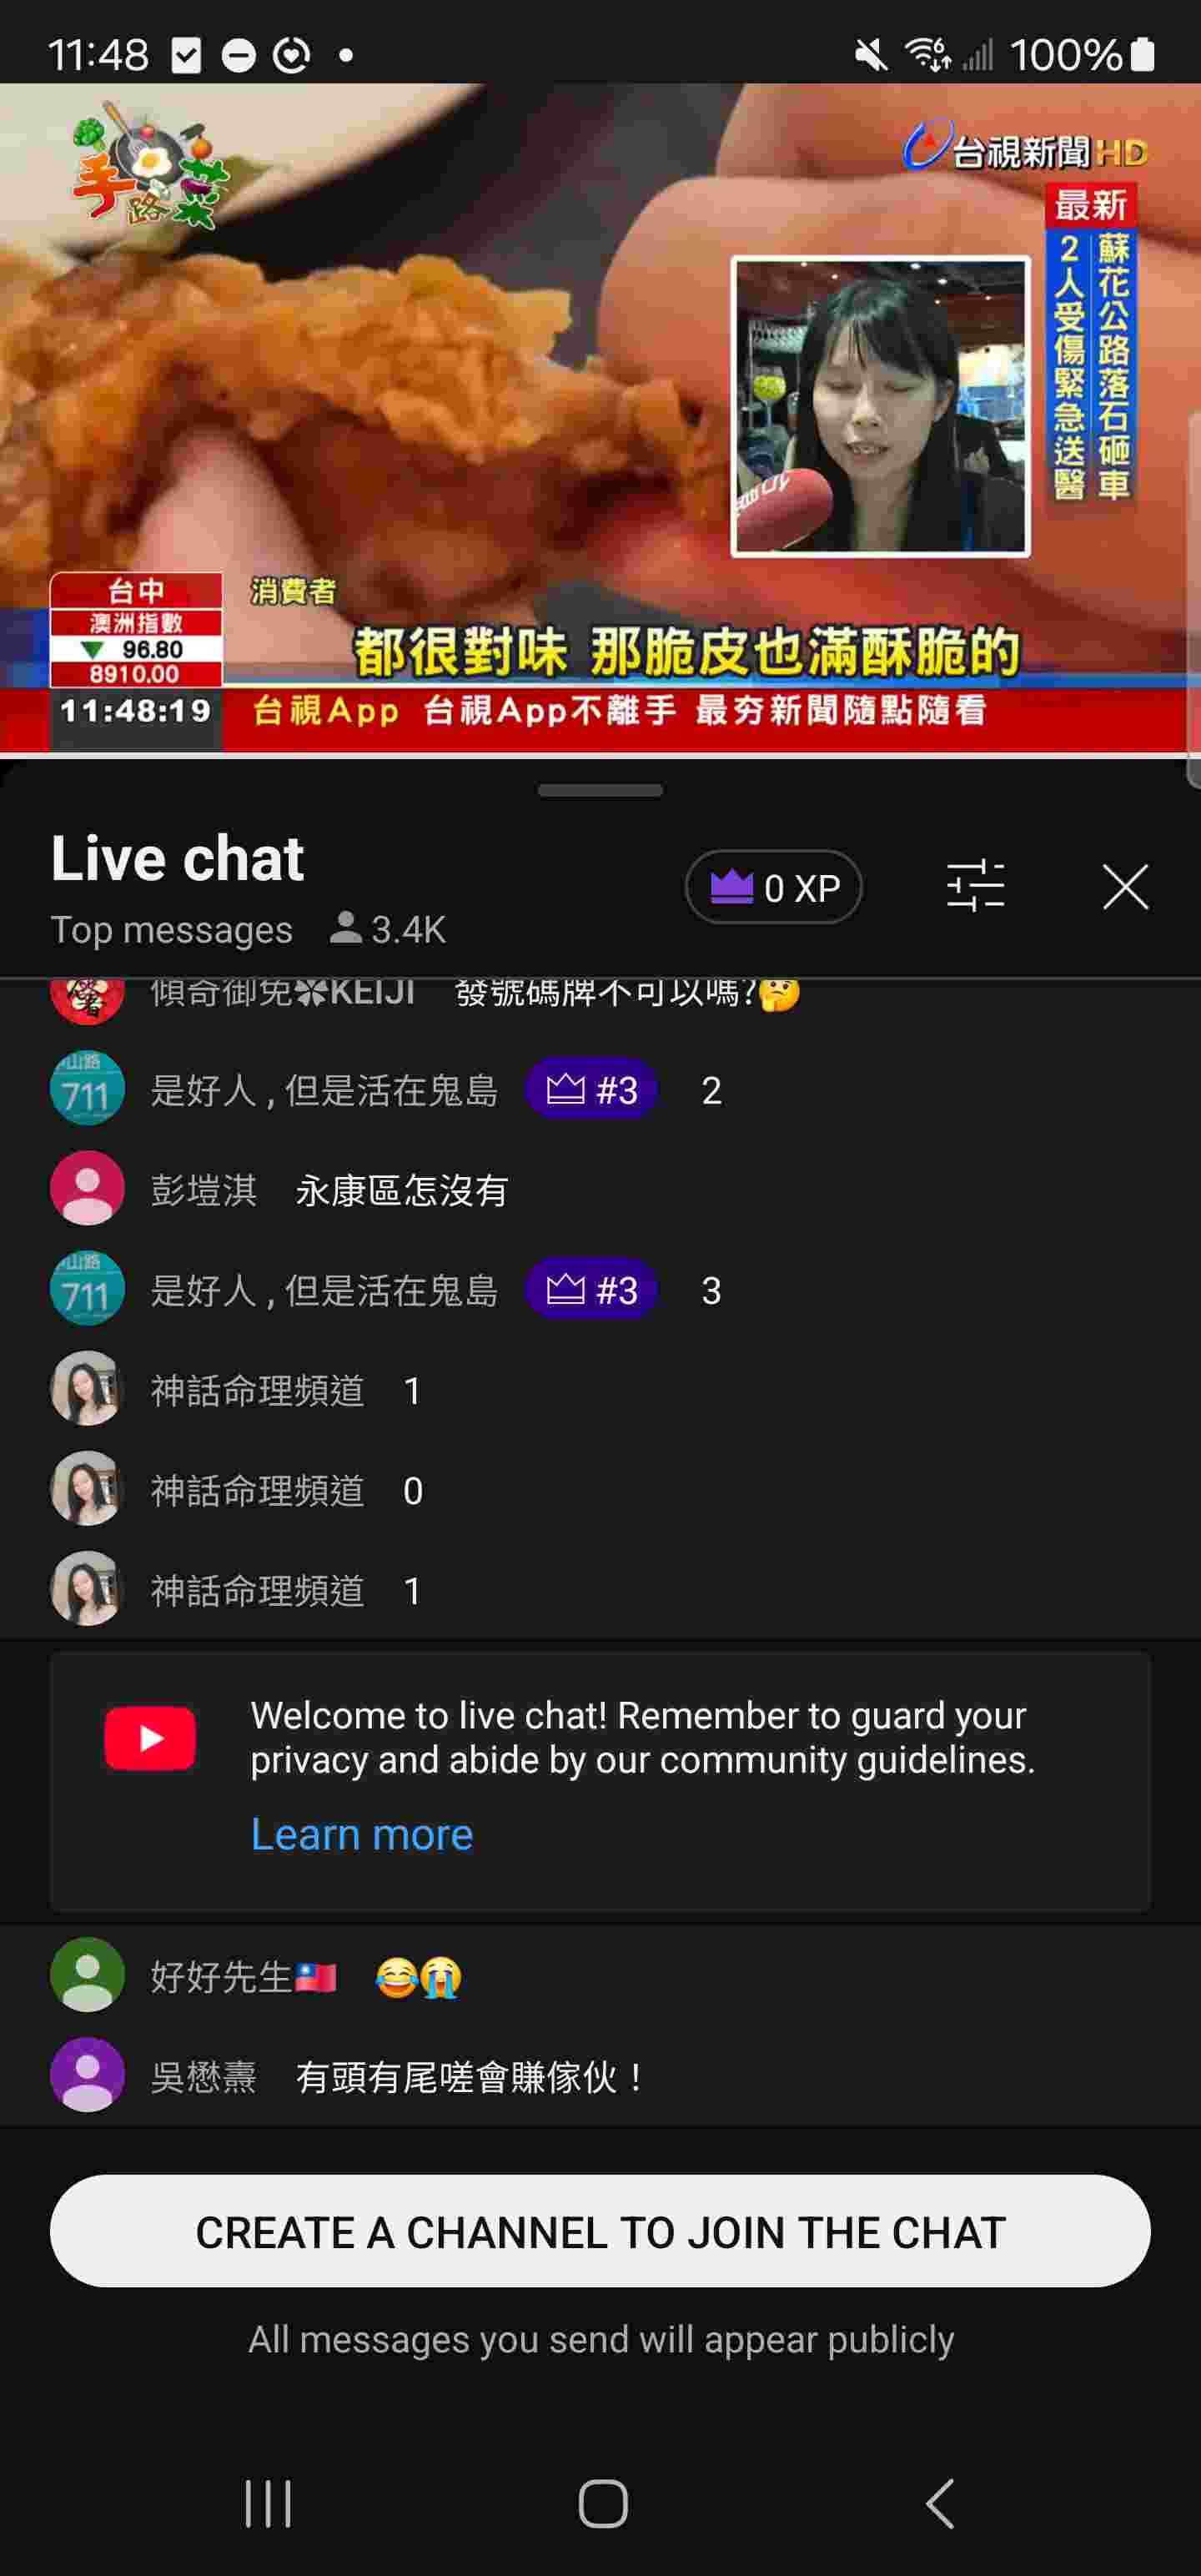 11:48
100%
手路菜
台視新聞HD
最新
蘇花公路落石砸車
2人受傷緊急送醫
台中
澳洲指數
▼ 96.80
8910.00
11:48:19
消費者
都很對味 那脆皮也滿酥脆的
台視App 台視App不離手 最夯新聞隨點隨看
Live chat
0 XP
Top messages 3.4K
傾奇御免✽KEIJI 發號碼牌不可以嗎?🤔
山路
711
是好人 , 但是活在鬼島 #3 2
彭塏淇 永康區怎沒有
山路
711
是好人 , 但是活在鬼島 #3 3
神話命理頻道 1
神話命理頻道 0
神話命理頻道 1
Welcome to live chat! Remember to guard your
privacy and abide by our community guidelines.
Learn more
好好先生🇹🇼 😂😭
吳懋燾 有頭有尾嗟會賺傢伙！
CREATE A CHANNEL TO JOIN THE CHAT
All messages you send will appear publicly